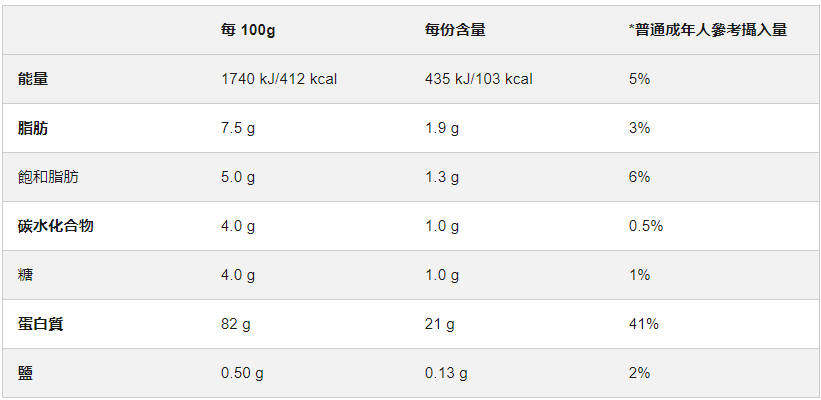 每 100g 每份含量 *普通成年人參考攝入量
能量 1740 kJ/412 kcal 435 kJ/103 kcal 5%
脂肪 7.5 g 1.9 g 3%
飽和脂肪 5.0 g 1.3 g 6%
碳水化合物 4.0 g 1.0 g 0.5%
糖 4.0 g 1.0 g 1%
蛋白質 82 g 21 g 41%
鹽 0.50 g 0.13 g 2%